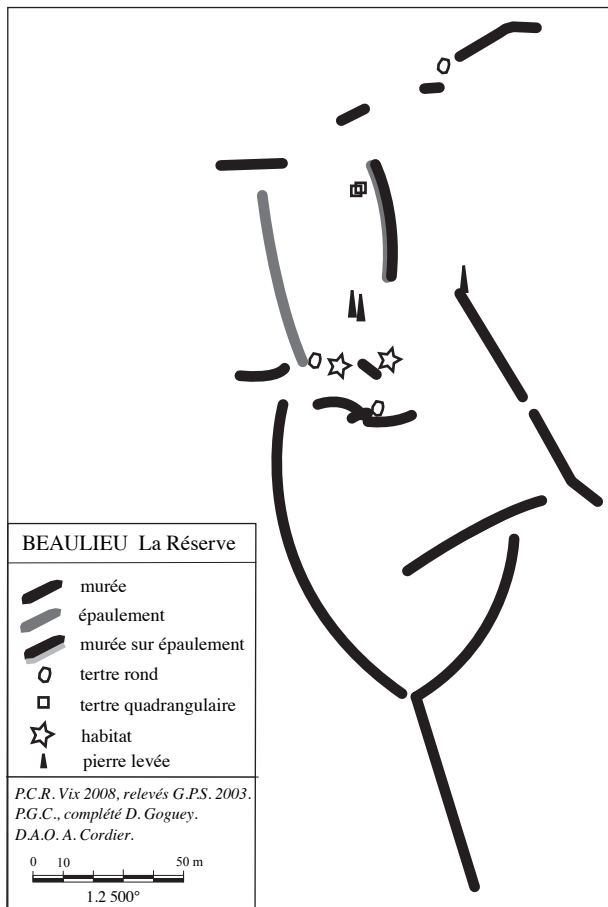 BEAULIEU La Réserve
murée
épaulement
murée sur épaulement
tertre rond
tertre quadrangulaire
habitat
pierre levée
P.C.R. Vix 2008, relevés G.P.S. 2003.
P.G.C., complété D. Goguey.
D.A.O. A. Cordier.
0 10 50 m
1.2 500°